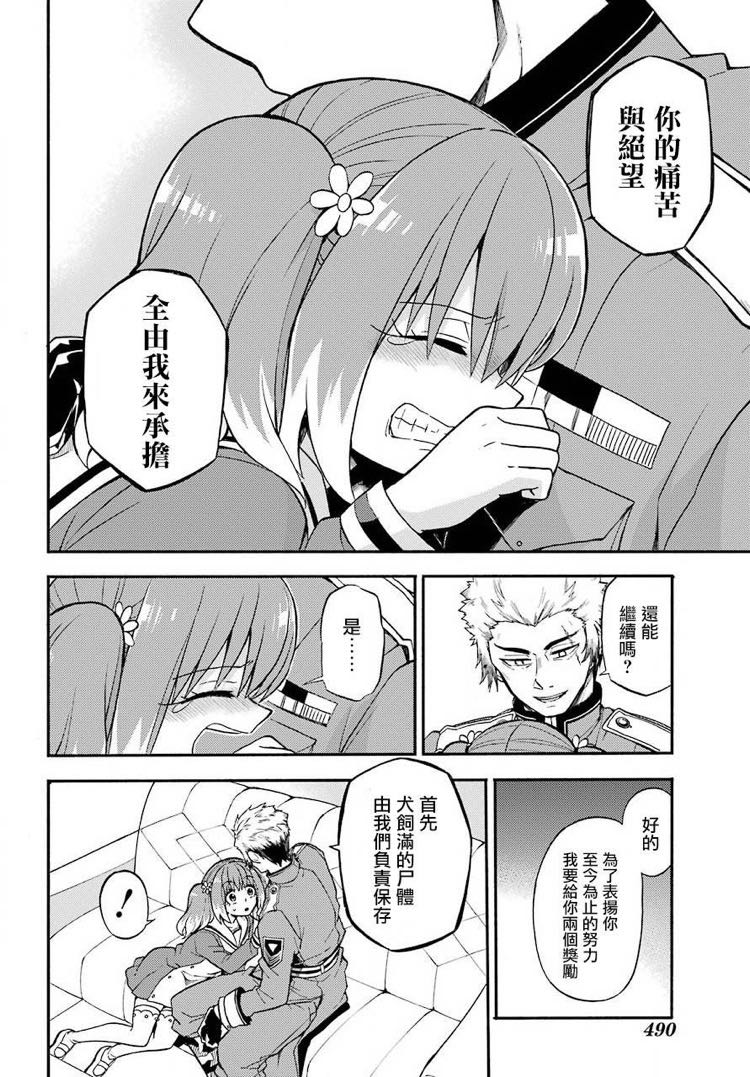 你的痛苦
與絕望
全由我來承擔
還能
繼續嗎?
是……
好的
為了表揚你
至今為止的努力
我要給你兩個獎勵
首先
犬飼滿的尸體
由我們負責保存
!
490